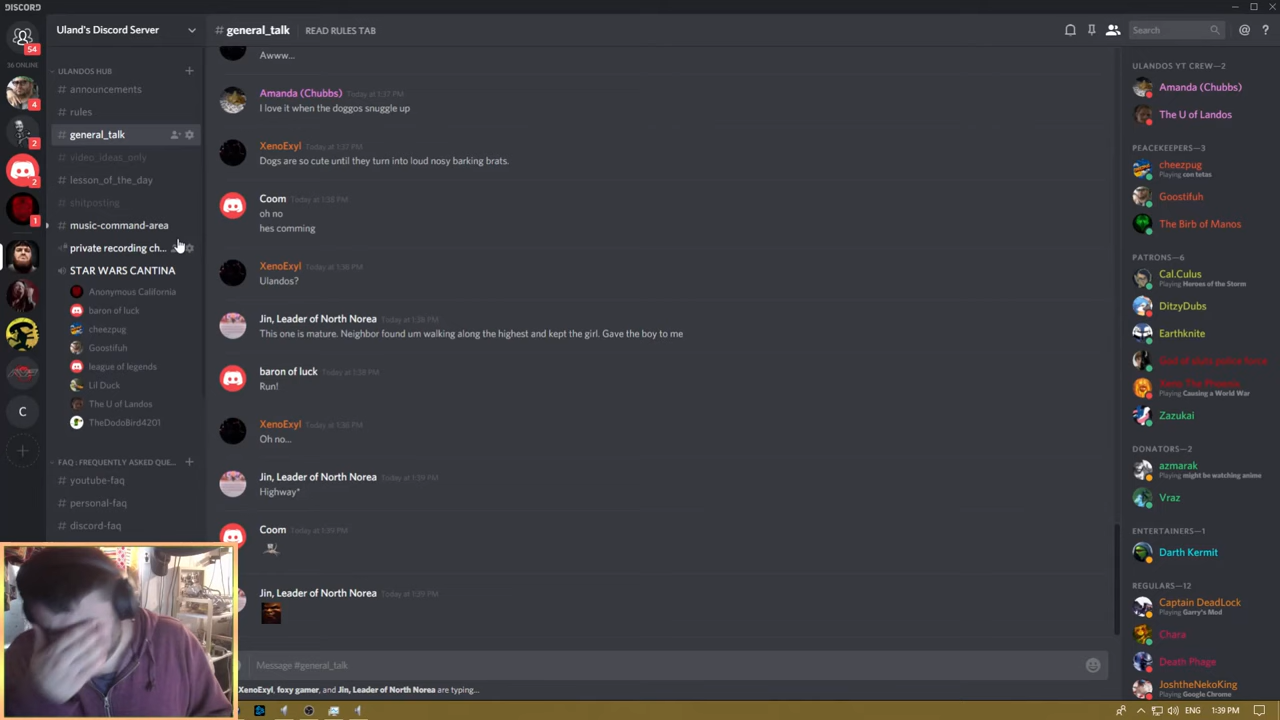 DISCORD
54
36 ONLINE
4
2
2
1
C
Uland's Discord Server
ULANDOS HUB
# announcements
# rules
# general_talk
# video_ideas_only
# lesson_of_the_day
# shitposting
# music-command-area
private recording ch...
STAR WARS CANTINA
Anonymous California
baron of luck
cheezpug
Goostifuh
league of legends
Lil Duck
The U of Landos
TheDodoBird4201
FAQ : FREQUENTLY ASKED QUE...
# youtube-faq
# personal-faq
# discord-faq
# general_talk READ RULES TAB
Search
Awww...
Amanda (Chubbs) Today at 1:37 PM
I love it when the doggos snuggle up
XenoExyl Today at 1:37 PM
Dogs are so cute until they turn into loud nosy barking brats.
Coom Today at 1:38 PM
oh no
hes comming
XenoExyl Today at 1:38 PM
Ulandos?
Jin, Leader of North Norea Today at 1:38 PM
This one is mature. Neighbor found um walking along the highest and kept the girl. Gave the boy to me
baron of luck Today at 1:38 PM
Run!
XenoExyl Today at 1:38 PM
Oh no...
Jin, Leader of North Norea Today at 1:39 PM
Highway*
Coom Today at 1:39 PM
Jin, Leader of North Norea Today at 1:39 PM
Message #general_talk
XenoExyl, foxy gamer, and Jin, Leader of North Norea are typing...
ULANDOS YT CREW—2
Amanda (Chubbs)
The U of Landos
PEACEKEEPERS—3
cheezpug
Playing con tetas
Goostifuh
The Birb of Manos
PATRONS—6
Cal.Culus
Playing Heroes of the Storm
DitzyDubs
Earthknite
Playing Causing a World War
Zazukai
DONATORS—2
azmarak
Playing might be watching anime
Vraz
ENTERTAINERS—1
Darth Kermit
REGULARS—12
Captain DeadLock
Playing Garry's Mod
Chara
Death Phage
JoshtheNekoKing
Playing Google Chrome
ENG 1:39 PM